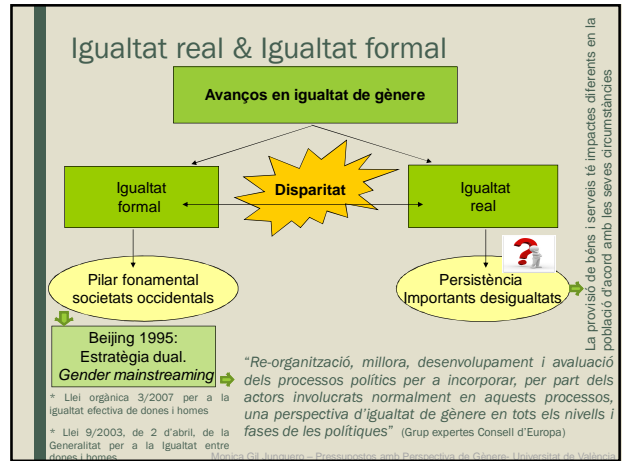 Igualtat real & Igualtat formal
Avanços en igualtat de gènere
Igualtat
formal
Disparitat
Igualtat
real
Pilar fonamental
societats occidentals
Persistència
Importants desigualtats
La provisió de béns i serveis té impactes diferents en la
població d'acord amb les seves circumstàncies
Beijing 1995:
Estratègia dual.
Gender mainstreaming
* Llei orgànica 3/2007 per a la
igualtat efectiva de dones i homes
* Llei 9/2003, de 2 d'abril, de la
Generalitat per a la Igualtat entre
dones i homes
“Re-organització, millora, desenvolupament i avaluació
dels processos polítics per a incorporar, per part dels
actors involucrats normalment en aquests processos,
una perspectiva d'igualtat de gènere en tots els nivells i
fases de les polítiques” (Grup expertes Consell d'Europa)
Monica Gil Junquero – Pressupostos amb Perspectiva de Gènere- Universitat de València